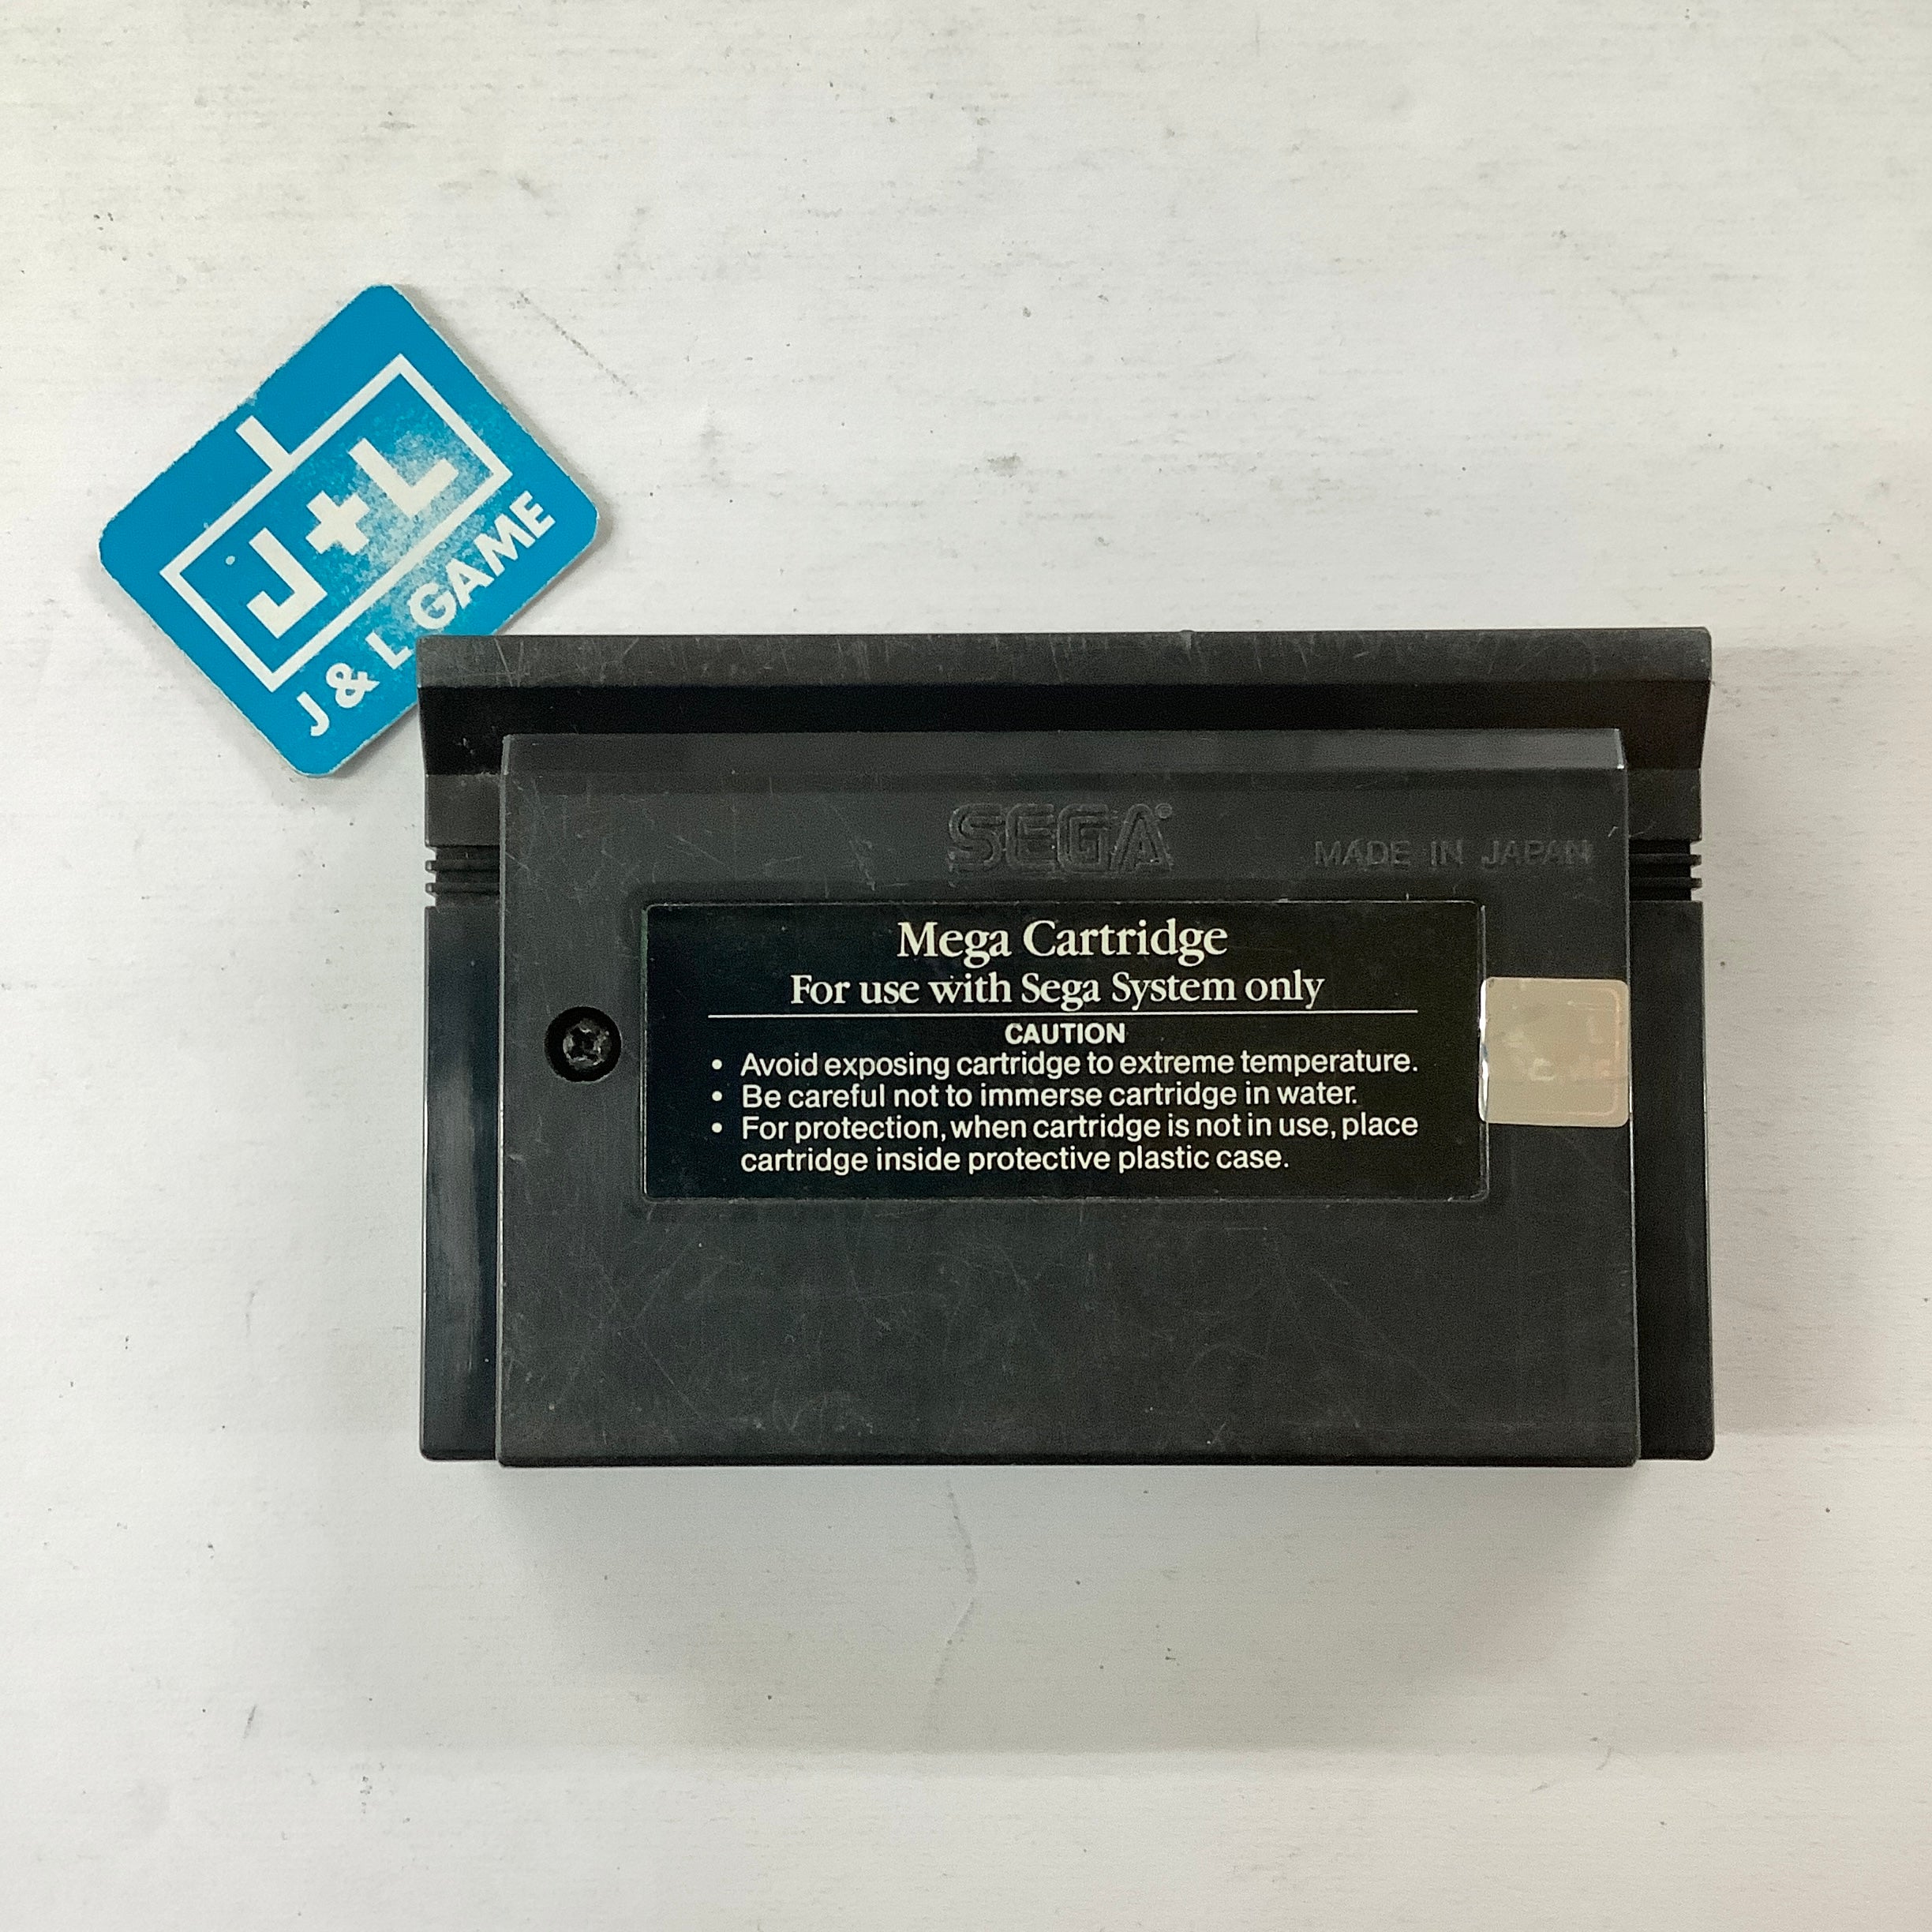 J+L
J & L GAME
SEGA®
MADE IN JAPAN
Mega Cartridge
For use with Sega System only
CAUTION
• Avoid exposing cartridge to extreme temperature.
• Be careful not to immerse cartridge in water.
• For protection, when cartridge is not in use, place
cartridge inside protective plastic case.